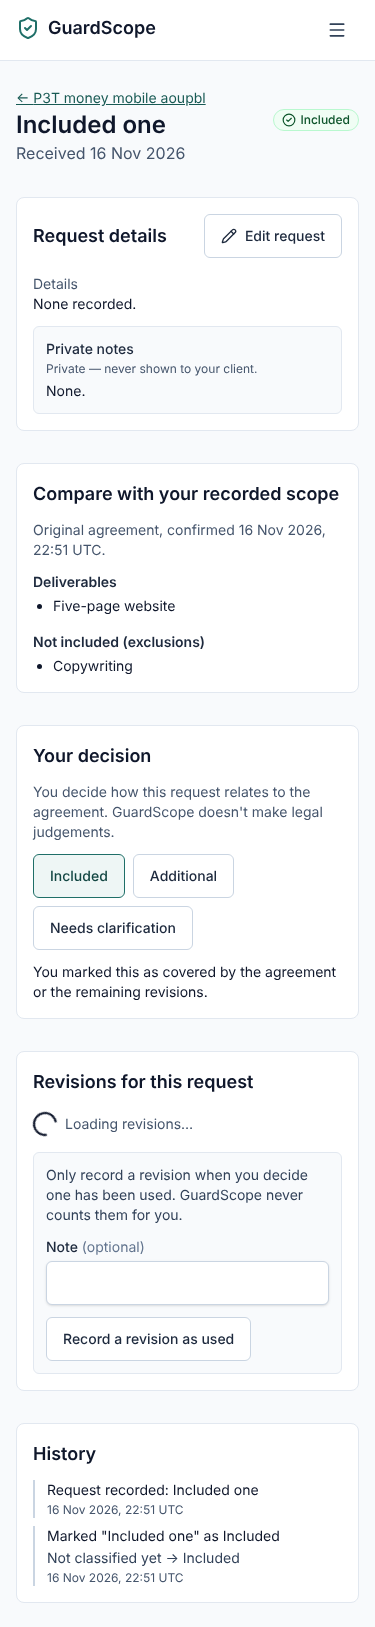 GuardScope
← P3T money mobile aoupbl
Included one
Included
Received 16 Nov 2026
Request details
Edit request
Details
None recorded.
Private notes
Private — never shown to your client.
None.
Compare with your recorded scope
Original agreement, confirmed 16 Nov 2026,
22:51 UTC.
Deliverables
• Five-page website
Not included (exclusions)
• Copywriting
Your decision
You decide how this request relates to the
agreement. GuardScope doesn't make legal
judgements.
Included
Additional
Needs clarification
You marked this as covered by the agreement
or the remaining revisions.
Revisions for this request
Loading revisions...
Only record a revision when you decide
one has been used. GuardScope never
counts them for you.
Note (optional)
Record a revision as used
History
Request recorded: Included one
16 Nov 2026, 22:51 UTC
Marked "Included one" as Included
Not classified yet → Included
16 Nov 2026, 22:51 UTC